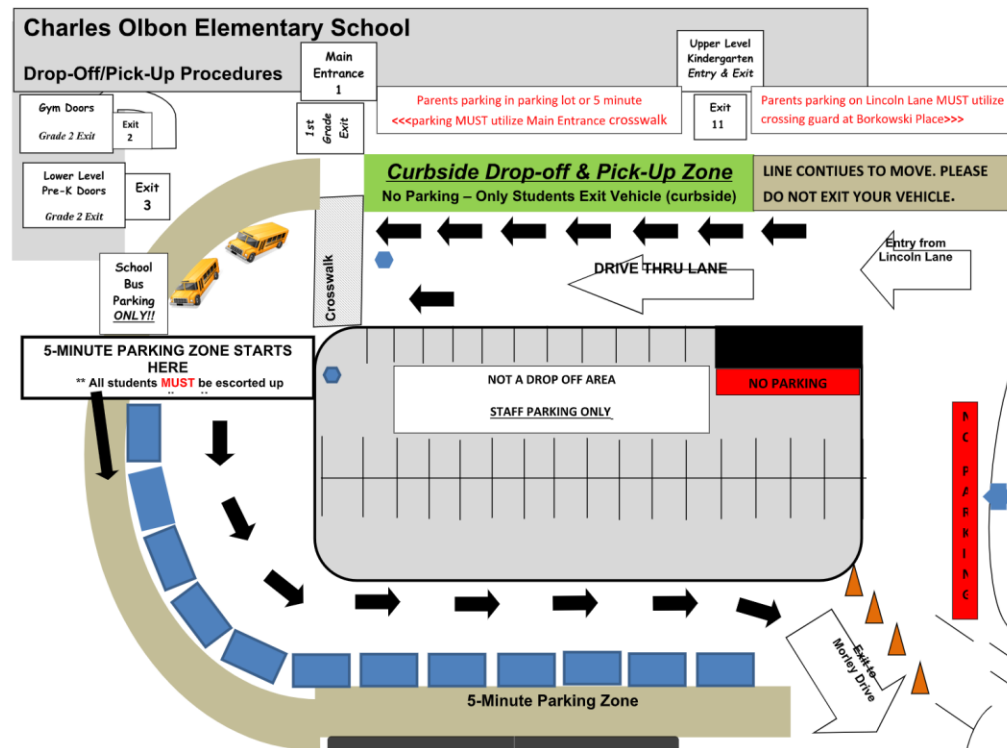 Charles Olbon Elementary School
Drop-Off/Pick-Up Procedures
Main
Entrance
1
Upper Level
Kindergarten
Entry & Exit
Gym Doors
Grade 2 Exit
Exit
2
1st
Grade
Exit
Parents parking in parking lot or 5 minute
<<<parking MUST utilize Main Entrance crosswalk
Exit
11
Parents parking on Lincoln Lane MUST utilize
crossing guard at Borkowski Place>>>
Lower Level
Pre-K Doors
Grade 2 Exit
Exit
3
Curbside Drop-off & Pick-Up Zone
No Parking – Only Students Exit Vehicle (curbside)
LINE CONTIUES TO MOVE. PLEASE
DO NOT EXIT YOUR VEHICLE.
School
Bus
Parking
ONLY!!
Crosswalk
DRIVE THRU LANE
Entry from
Lincoln Lane
5-MINUTE PARKING ZONE STARTS
HERE
** All students MUST be escorted up
NOT A DROP OFF AREA
STAFF PARKING ONLY
NO PARKING
NO PARKING
Exit to
Morley Drive
5-Minute Parking Zone